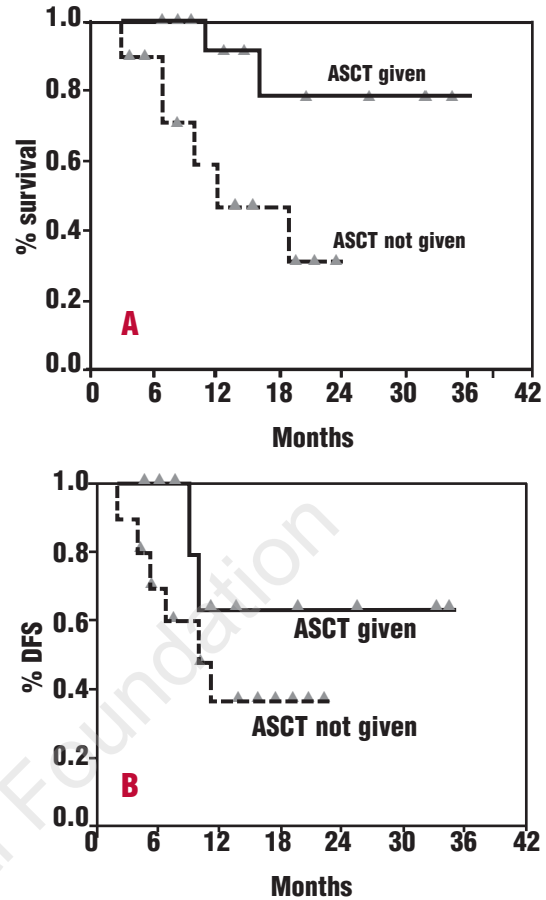 1.0
0.8
0.6
0.4
0.2
0.0
% survival
ASCT given
ASCT not given
A
0 6 12 18 24 30 36 42
Months
1.0
0.8
0.6
0.4
0.2
0.0
% DFS
ASCT given
ASCT not given
B
0 6 12 18 24 30 36 42
Months
Foundation